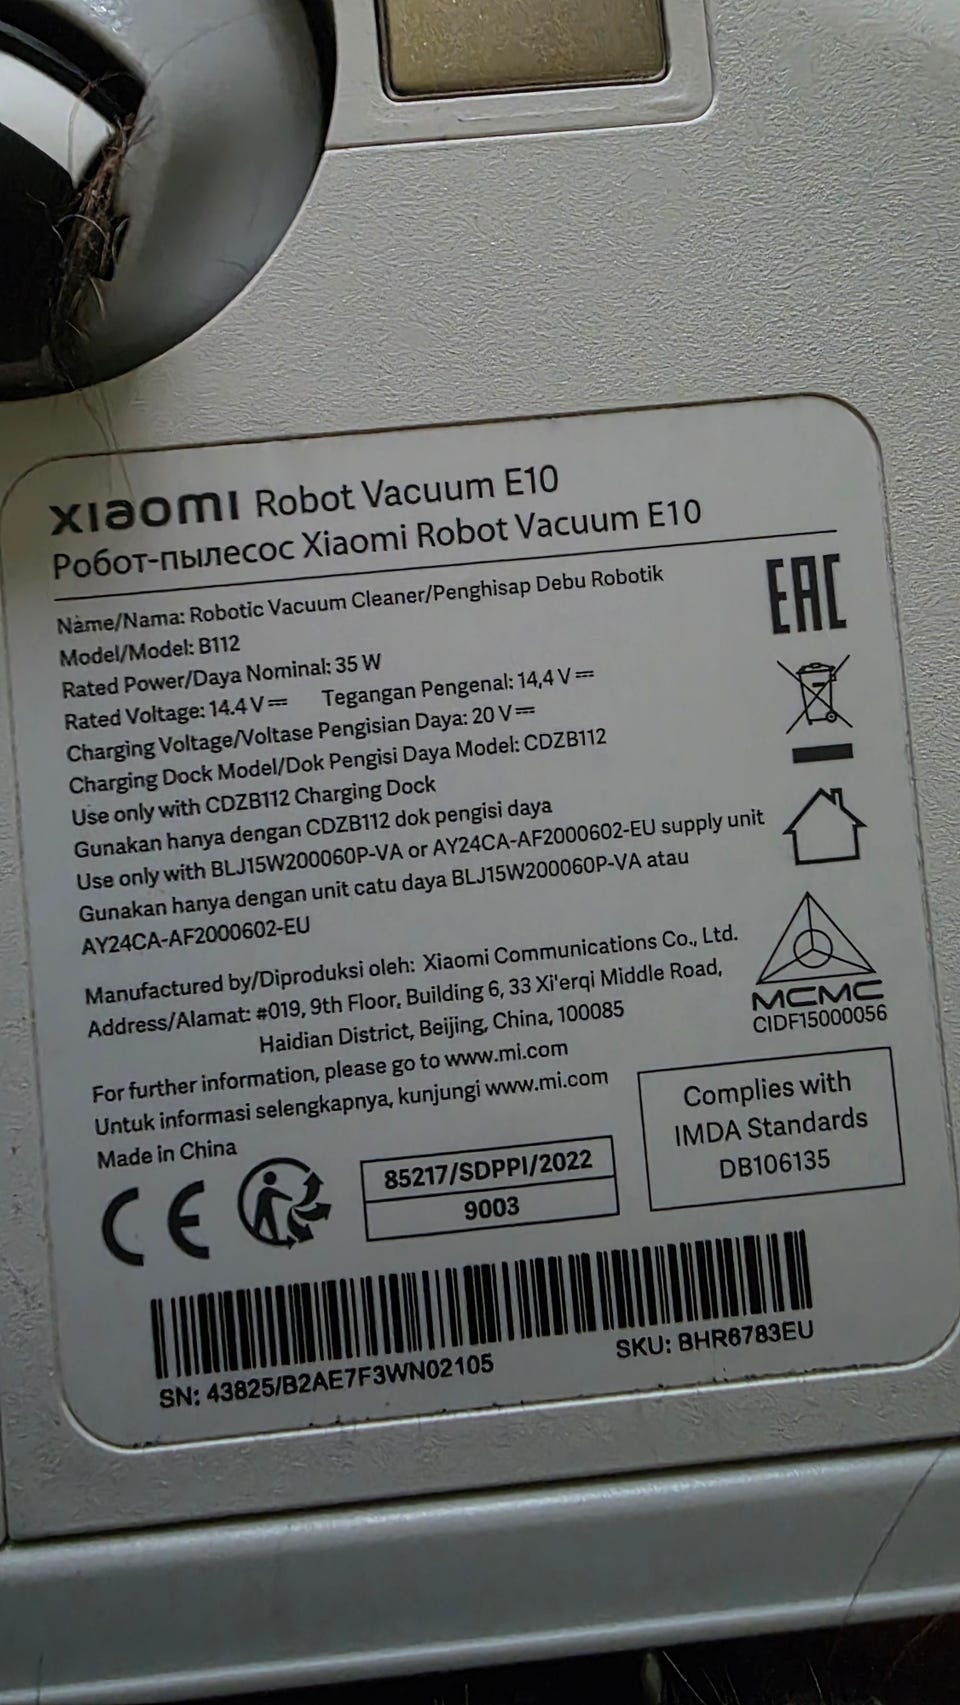 xiaomi Robot Vacuum E10
Робот-пылесос Xiaomi Robot Vacuum E10
Name/Nama: Robotic Vacuum Cleaner/Penghisap Debu Robotik
Model/Model: B112
Rated Power/Daya Nominal: 35 W
Rated Voltage: 14.4 V⎓ Tegangan Pengenal: 14,4 V⎓
Charging Voltage/Voltase Pengisian Daya: 20 V⎓
Charging Dock Model/Dok Pengisi Daya Model: CDZB112
Use only with CDZB112 Charging Dock
Gunakan hanya dengan CDZB112 dok pengisi daya
Use only with BLJ15W200060P-VA or AY24CA-AF2000602-EU supply unit
Gunakan hanya dengan unit catu daya BLJ15W200060P-VA atau
AY24CA-AF2000602-EU
Manufactured by/Diproduksi oleh: Xiaomi Communications Co., Ltd.
Address/Alamat: #019, 9th Floor, Building 6, 33 Xi'erqi Middle Road,
Haidian District, Beijing, China, 100085
For further information, please go to www.mi.com
Untuk informasi selengkapnya, kunjungi www.mi.com
Made in China
EAC
MCMC
CIDF15000056
Complies with
IMDA Standards
DB106135
CE
85217/SDPPI/2022
9003
SN: 43825/B2AE7F3WN02105
SKU: BHR6783EU